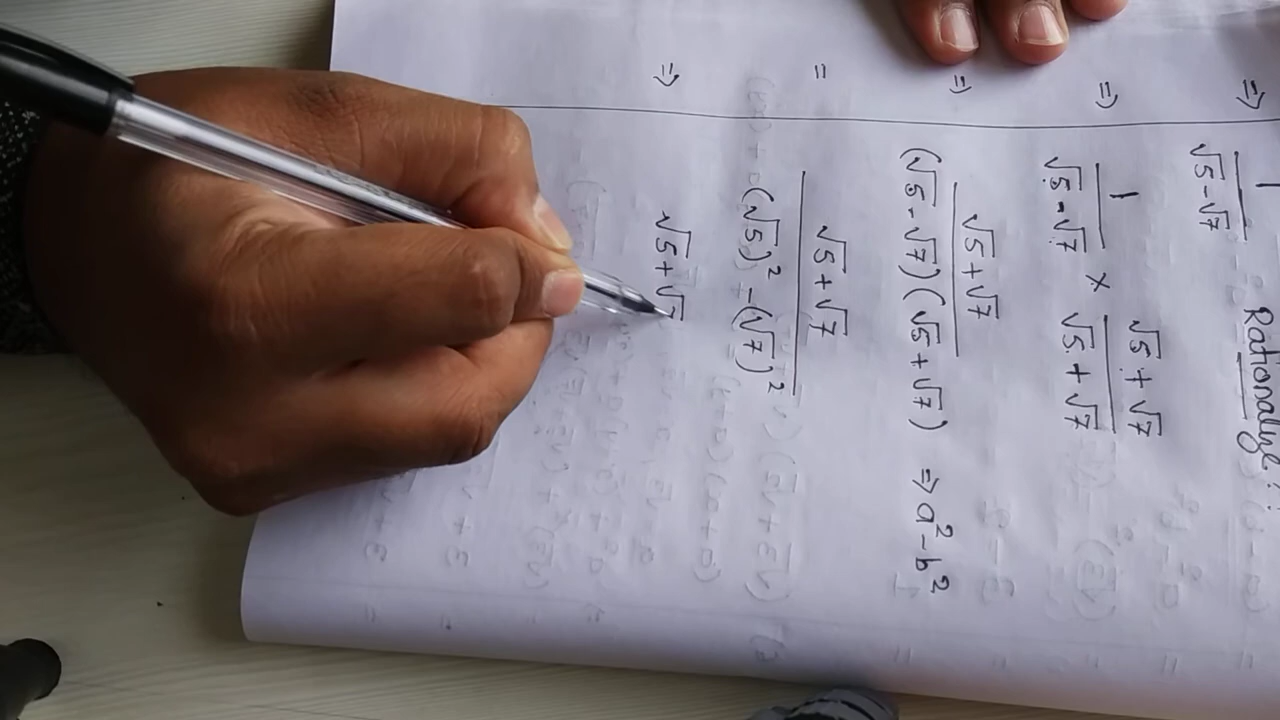 Rationalyze!!
⇒ 1/(√5-√7)
⇒ 1/(√5-√7) × (√5+√7)/(√5+√7)
⇒ (√5+√7)/((√5-√7)(√5+√7)) ⇒ a²-b²
= (√5+√7)/((√5)²-(√7)²)
⇒ √5+√7